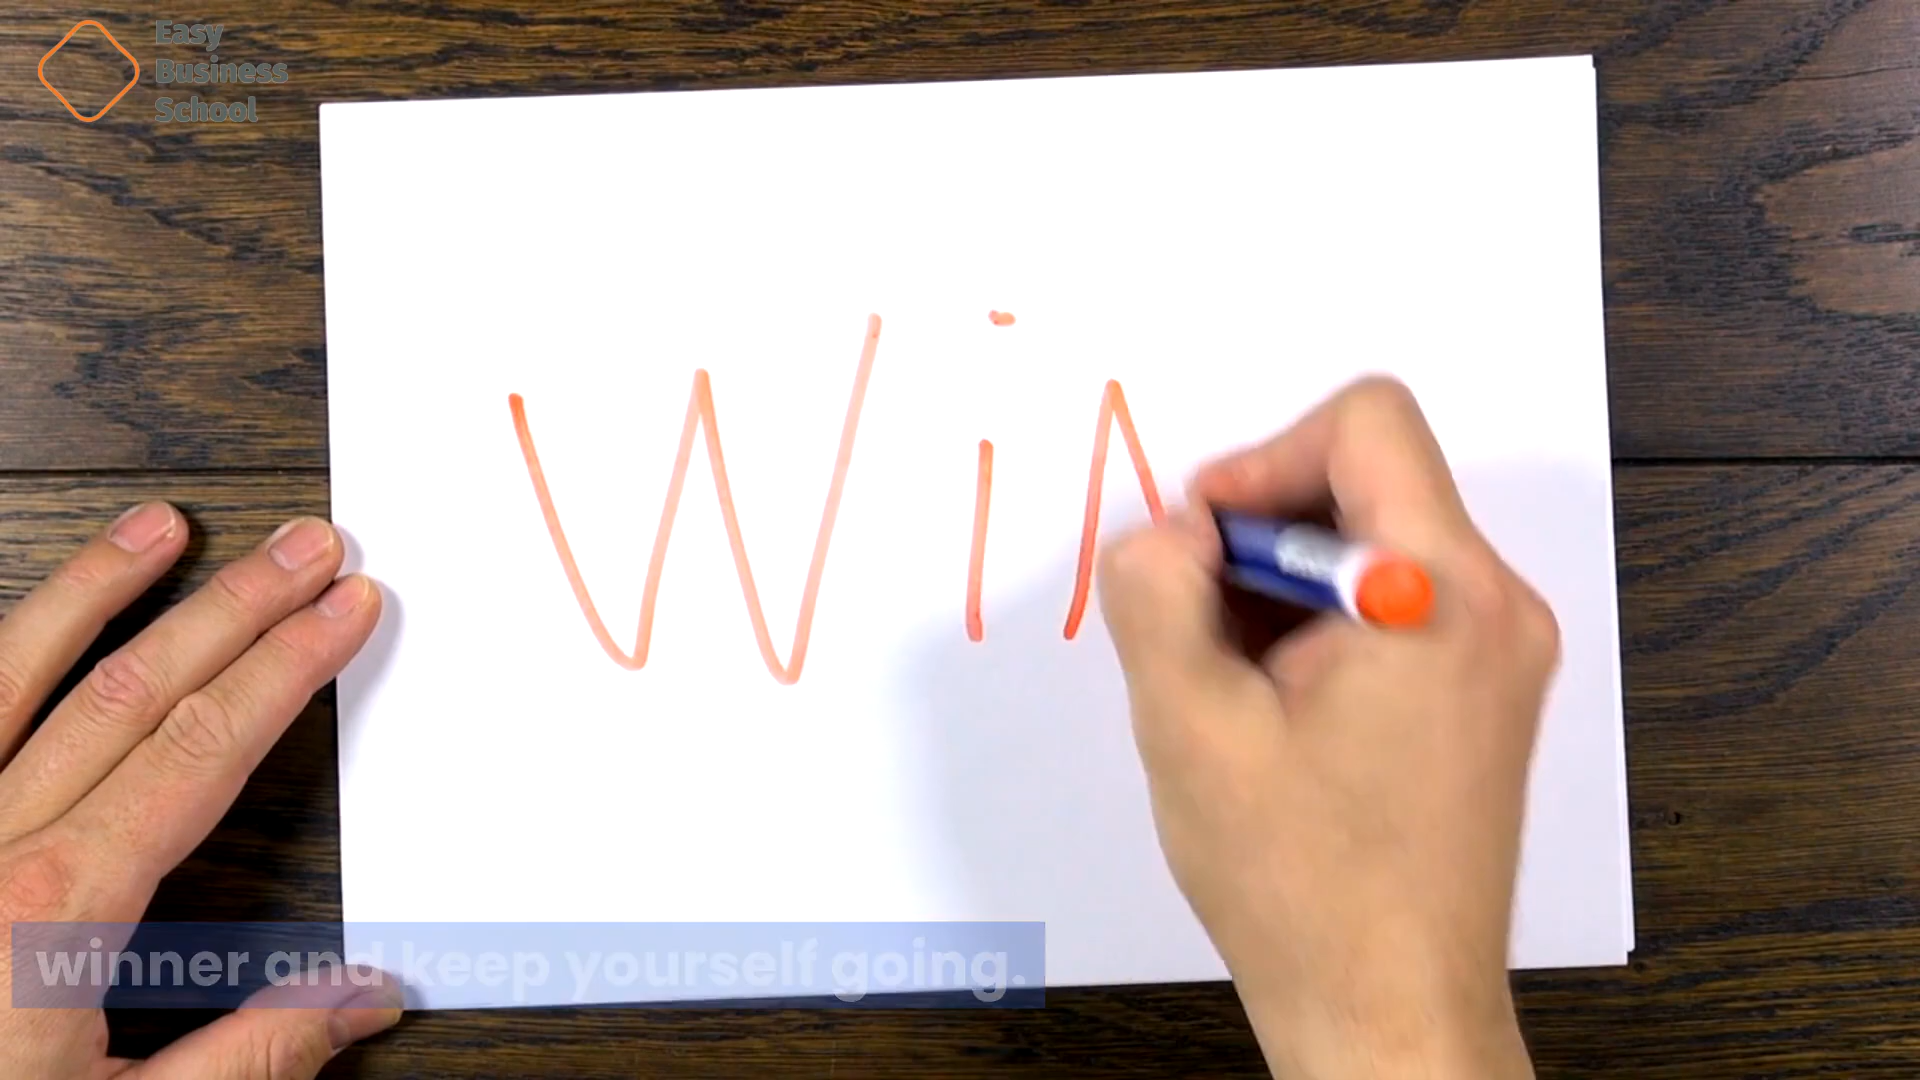 Easy
Business
School
Win
winner and keep yourself going.